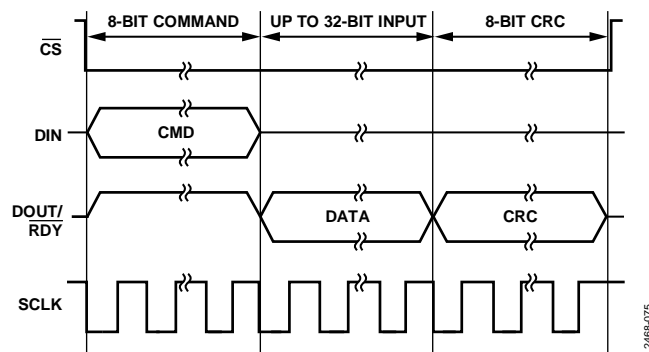 8-BIT COMMAND
UP TO 32-BIT INPUT
8-BIT CRC
CS
DIN
CMD
DOUT/
RDY
DATA
CRC
SCLK
2468-075